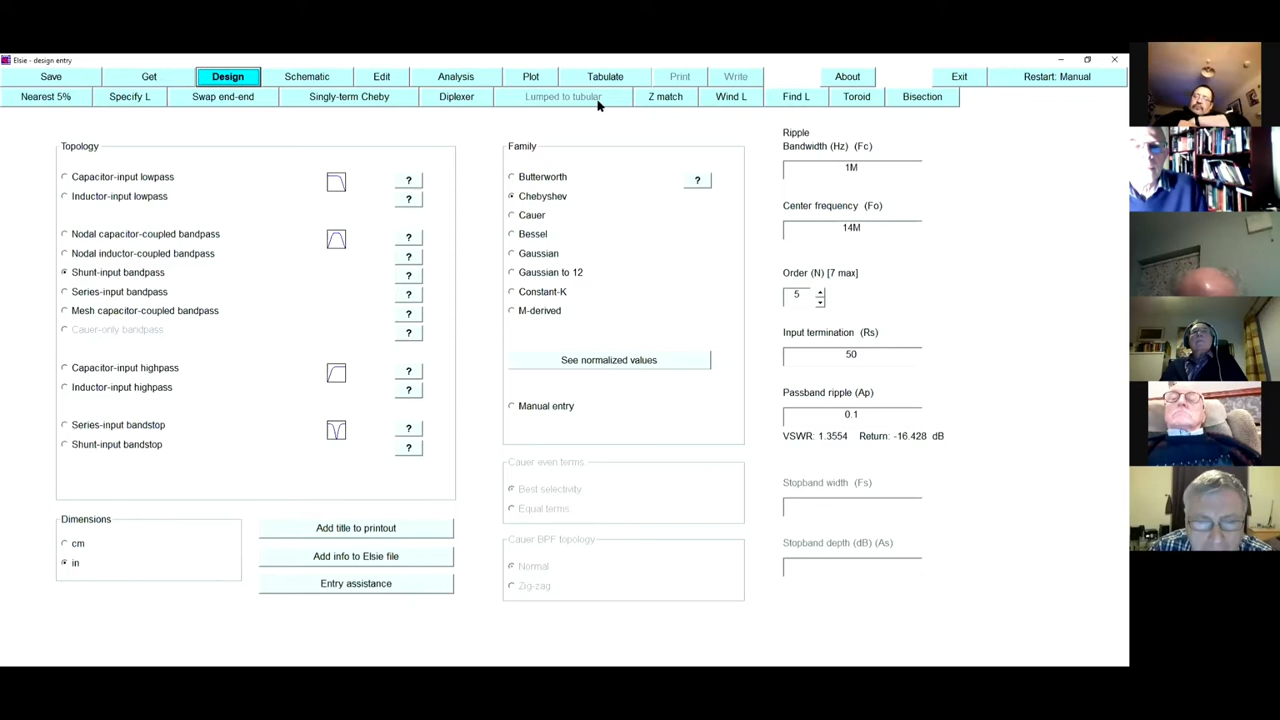 Elsie - design entry
Save Get Design Schematic Edit Analysis Plot Tabulate Print Write About Exit Restart: Manual
Nearest 5% Specify L Swap end-end Singly-term Cheby Diplexer Lumped to tubular Z match Wind L Find L Toroid Bisection
Topology
Capacitor-input lowpass ?
Inductor-input lowpass ?
Nodal capacitor-coupled bandpass ?
Nodal inductor-coupled bandpass ?
Shunt-input bandpass ?
Series-input bandpass ?
Mesh capacitor-coupled bandpass ?
Cauer-only bandpass ?
Capacitor-input highpass ?
Inductor-input highpass ?
Series-input bandstop ?
Shunt-input bandstop ?
Dimensions
cm
in
Add title to printout
Add info to Elsie file
Entry assistance
Family
Butterworth ?
Chebyshev
Cauer
Bessel
Gaussian
Gaussian to 12
Constant-K
M-derived
See normalized values
Manual entry
Cauer even terms
Best selectivity
Equal terms
Cauer BPF topology
Normal
Zig-zag
Ripple
Bandwidth (Hz) (Fc)
1M
Center frequency (Fo)
14M
Order (N) [7 max]
5
Input termination (Rs)
50
Passband ripple (Ap)
0.1
VSWR: 1.3554 Return: -16.428 dB
Stopband width (Fs)
Stopband depth (dB) (As)